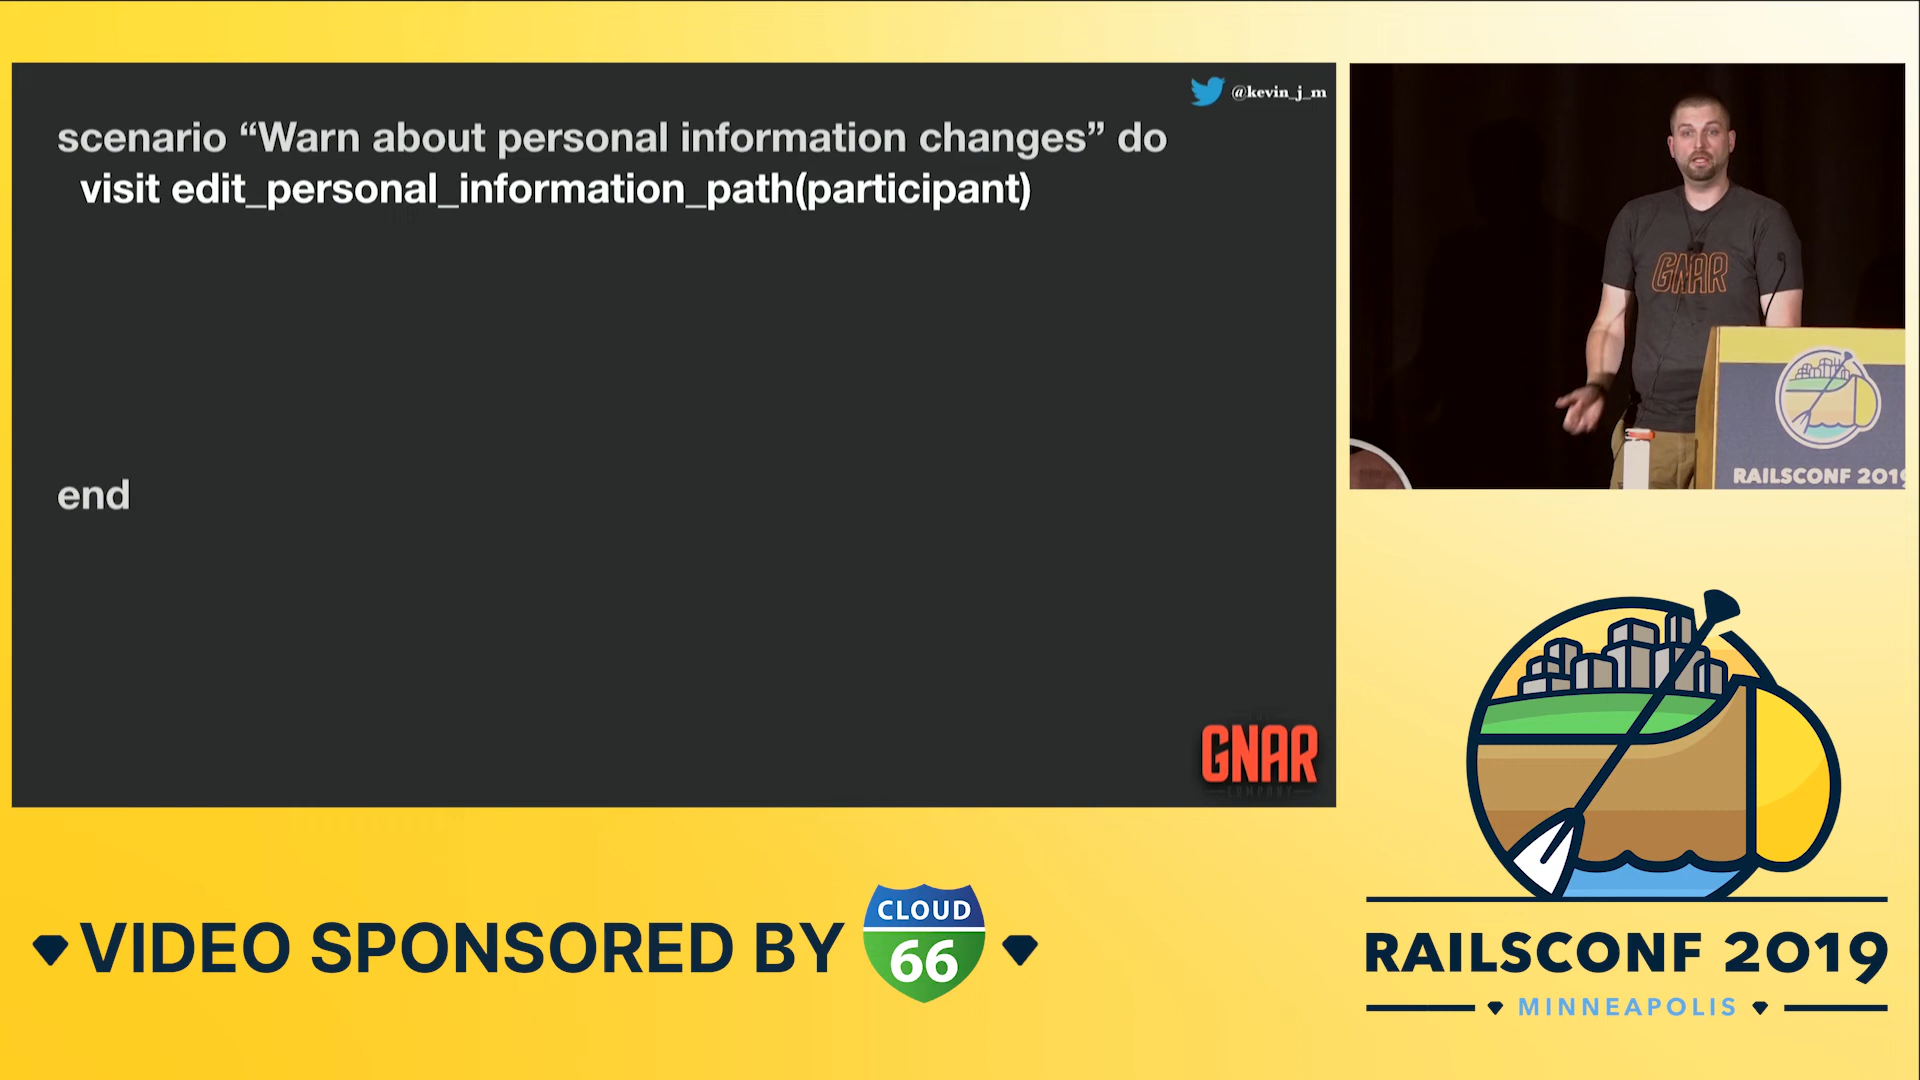 @kevin_j_m
scenario “Warn about personal information changes” do
visit edit_personal_information_path(participant)
end
GNAR
COMPANY
GNAR
RAILSCONF 2019
VIDEO SPONSORED BY
CLOUD
66
RAILSCONF 2019
MINNEAPOLIS